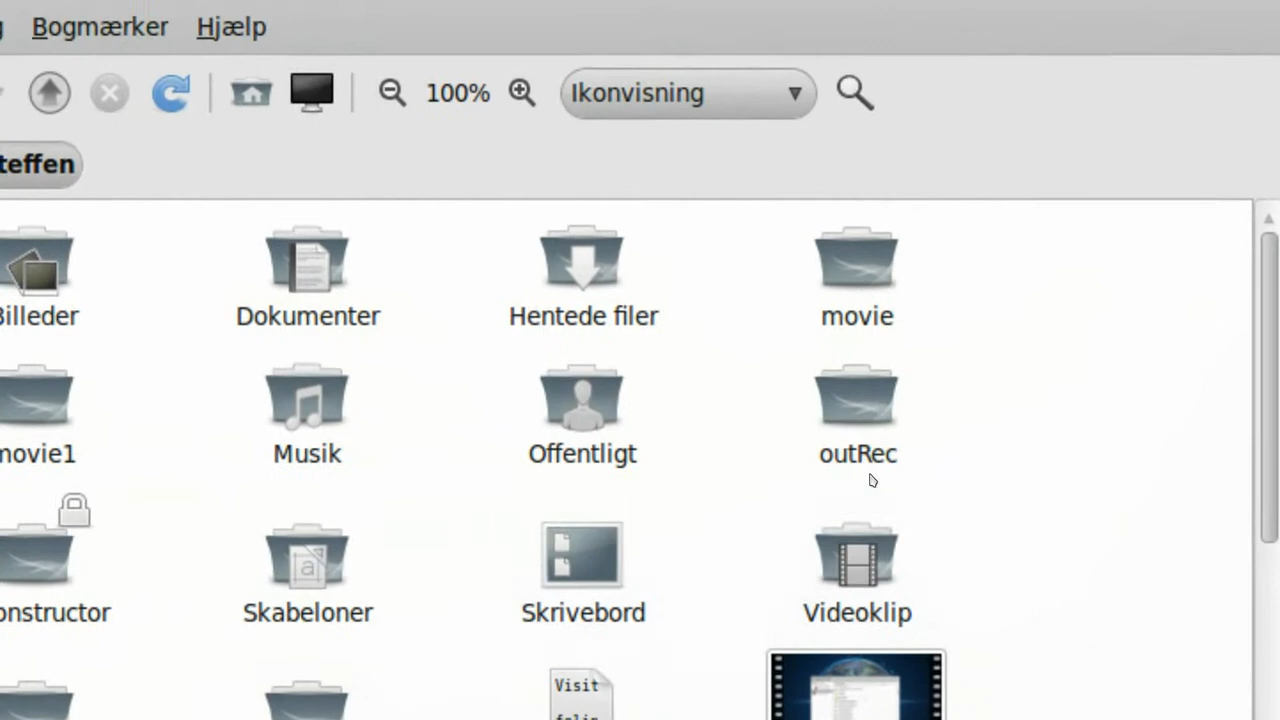 Bogmærker Hjælp
100% Ikonvisning
teffen
Billeder Dokumenter Hentede filer movie
movie1 Musik Offentligt outRec
onstructor Skabeloner Skrivebord Videoklip
a
Visit